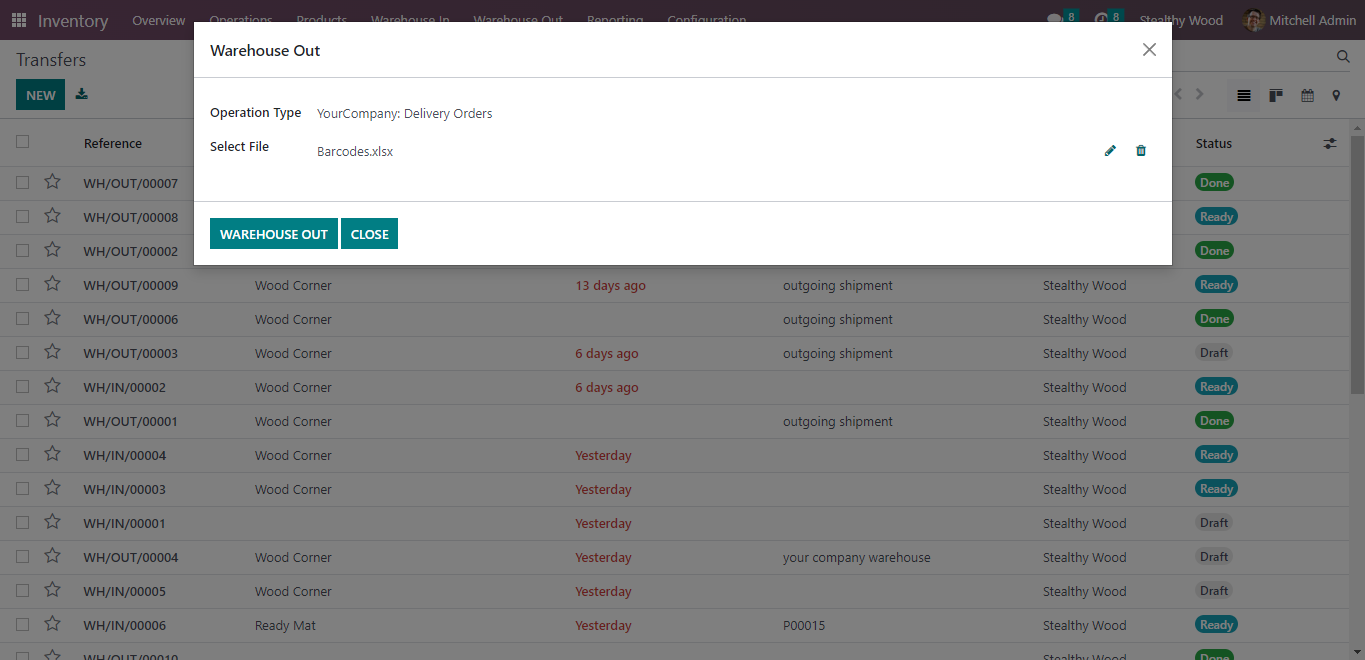 Inventory Overview Operations Products Warehouse In Warehouse Out Reporting Configuration 8 8 Stealthy Wood Mitchell Admin
Warehouse Out
Transfers
NEW
Operation Type YourCompany: Delivery Orders
Select File Barcodes.xlsx
WAREHOUSE OUT CLOSE
Reference Status
WH/OUT/00007 Done
WH/OUT/00008 Ready
WH/OUT/00002 Done
WH/OUT/00009 Wood Corner 13 days ago outgoing shipment Stealthy Wood Ready
WH/OUT/00006 Wood Corner outgoing shipment Stealthy Wood Done
WH/OUT/00003 Wood Corner 6 days ago outgoing shipment Stealthy Wood Draft
WH/IN/00002 Wood Corner 6 days ago Stealthy Wood Ready
WH/OUT/00001 Wood Corner outgoing shipment Stealthy Wood Done
WH/IN/00004 Wood Corner Yesterday Stealthy Wood Ready
WH/IN/00003 Wood Corner Yesterday Stealthy Wood Ready
WH/IN/00001 Yesterday Stealthy Wood Draft
WH/OUT/00004 Wood Corner Yesterday your company warehouse Stealthy Wood Draft
WH/IN/00005 Wood Corner Yesterday Stealthy Wood Draft
WH/IN/00006 Ready Mat Yesterday P00015 Stealthy Wood Ready
WH/OUT/00010 Done